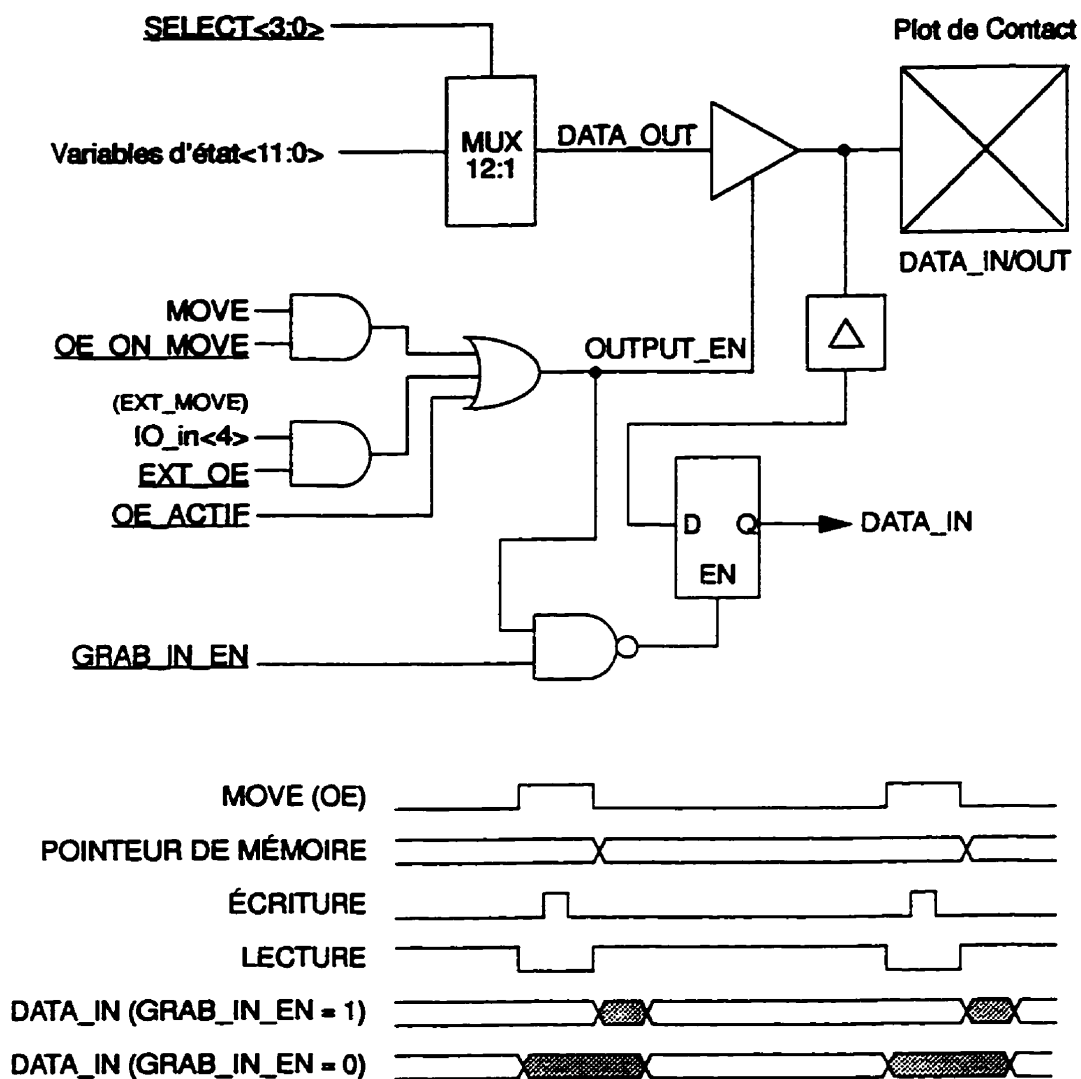 SELECT<3:0>
Plot de Contact
Variables d'état<11:0>
MUX
12:1
DATA_OUT
DATA_IN/OUT
MOVE
OE_ON_MOVE
OUTPUT_EN
Δ
(EXT_MOVE)
IO_in<4>
EXT_OE
OE_ACTIF
D
Q
DATA_IN
EN
GRAB_IN_EN
MOVE (OE)
POINTEUR DE MÉMOIRE
ÉCRITURE
LECTURE
DATA_IN (GRAB_IN_EN = 1)
DATA_IN (GRAB_IN_EN = 0)